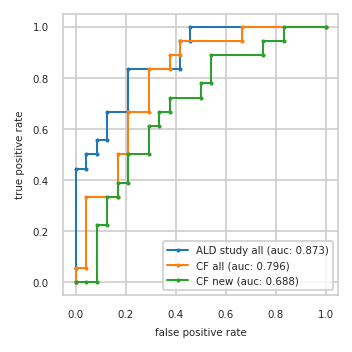 true positive rate
1.0
0.8
0.6
0.4
0.2
0.0
ALD study all (auc: 0.873)
CF all (auc: 0.796)
CF new (auc: 0.688)
0.0 0.2 0.4 0.6 0.8 1.0
false positive rate